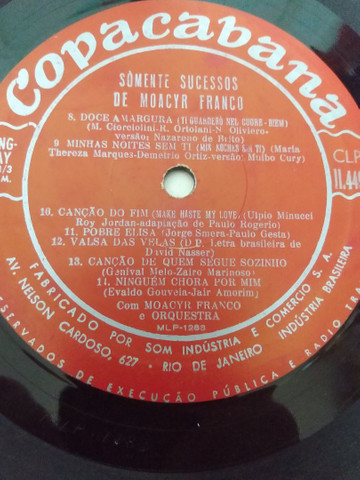 Copacabana
SÒMENTE SUCESSOS
DE MOACYR FRANCO
NG-
AY
1/3
M.
CLP
11.44
8. DOCE AMARGURA (TI GUARDERÒ NEL CUORE-
(M. Ciorciolini-R. Ortolani-N. Oliviero-
versão: Nazareno de Brito)
9 MINHAS NOITES SEM TI (MIS NOCHES SIN TI) (Maria
Thereza Marquez-Demetrio Ortiz-versão: Mulbo Cury)
10. CANÇÃO DO FIM (MAKE HASTE MY LOVE) (Ulpio Minucci
Roy Jordan-adaptação de Paulo Rogerio)
11. POBRE ELISA (Jorge Smera-Paulo Gesta)
12. VALSA DAS VELAS (D.P. Letra brasileira de
David Nasser)
13. CANÇÃO DE QUEM SEGUE SOZINHO
(Genival Melo-Zairo Marinoso)
14. NINGUÉM CHORA POR MIM
(Evaldo Gouveia-Jair Amorim)
Com MOACYR FRANCO
e ORQUESTRA
MLP-1283
FABRICADO POR SOM INDÚSTRIA E COMERCIO S. A.
AV. NELSON CARDOSO, 627 - RIO DE JANEIRO INDÚSTRIA BRASILEIRA
ESERVADOS DE EXECUÇÃO PÚBLICA E RADIO